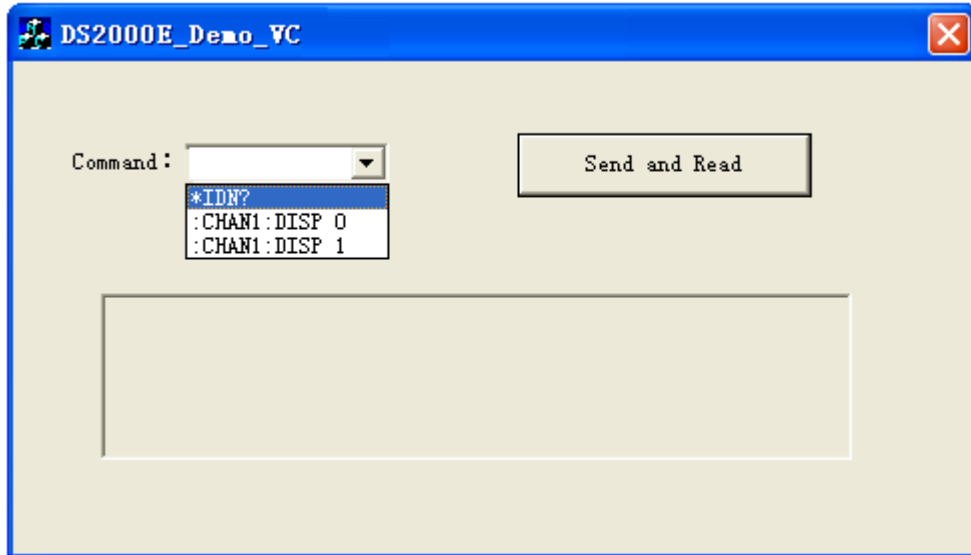 DS2000E_Demo_VC
Command:
Send and Read
*IDN?
:CHAN1:DISP 0
:CHAN1:DISP 1